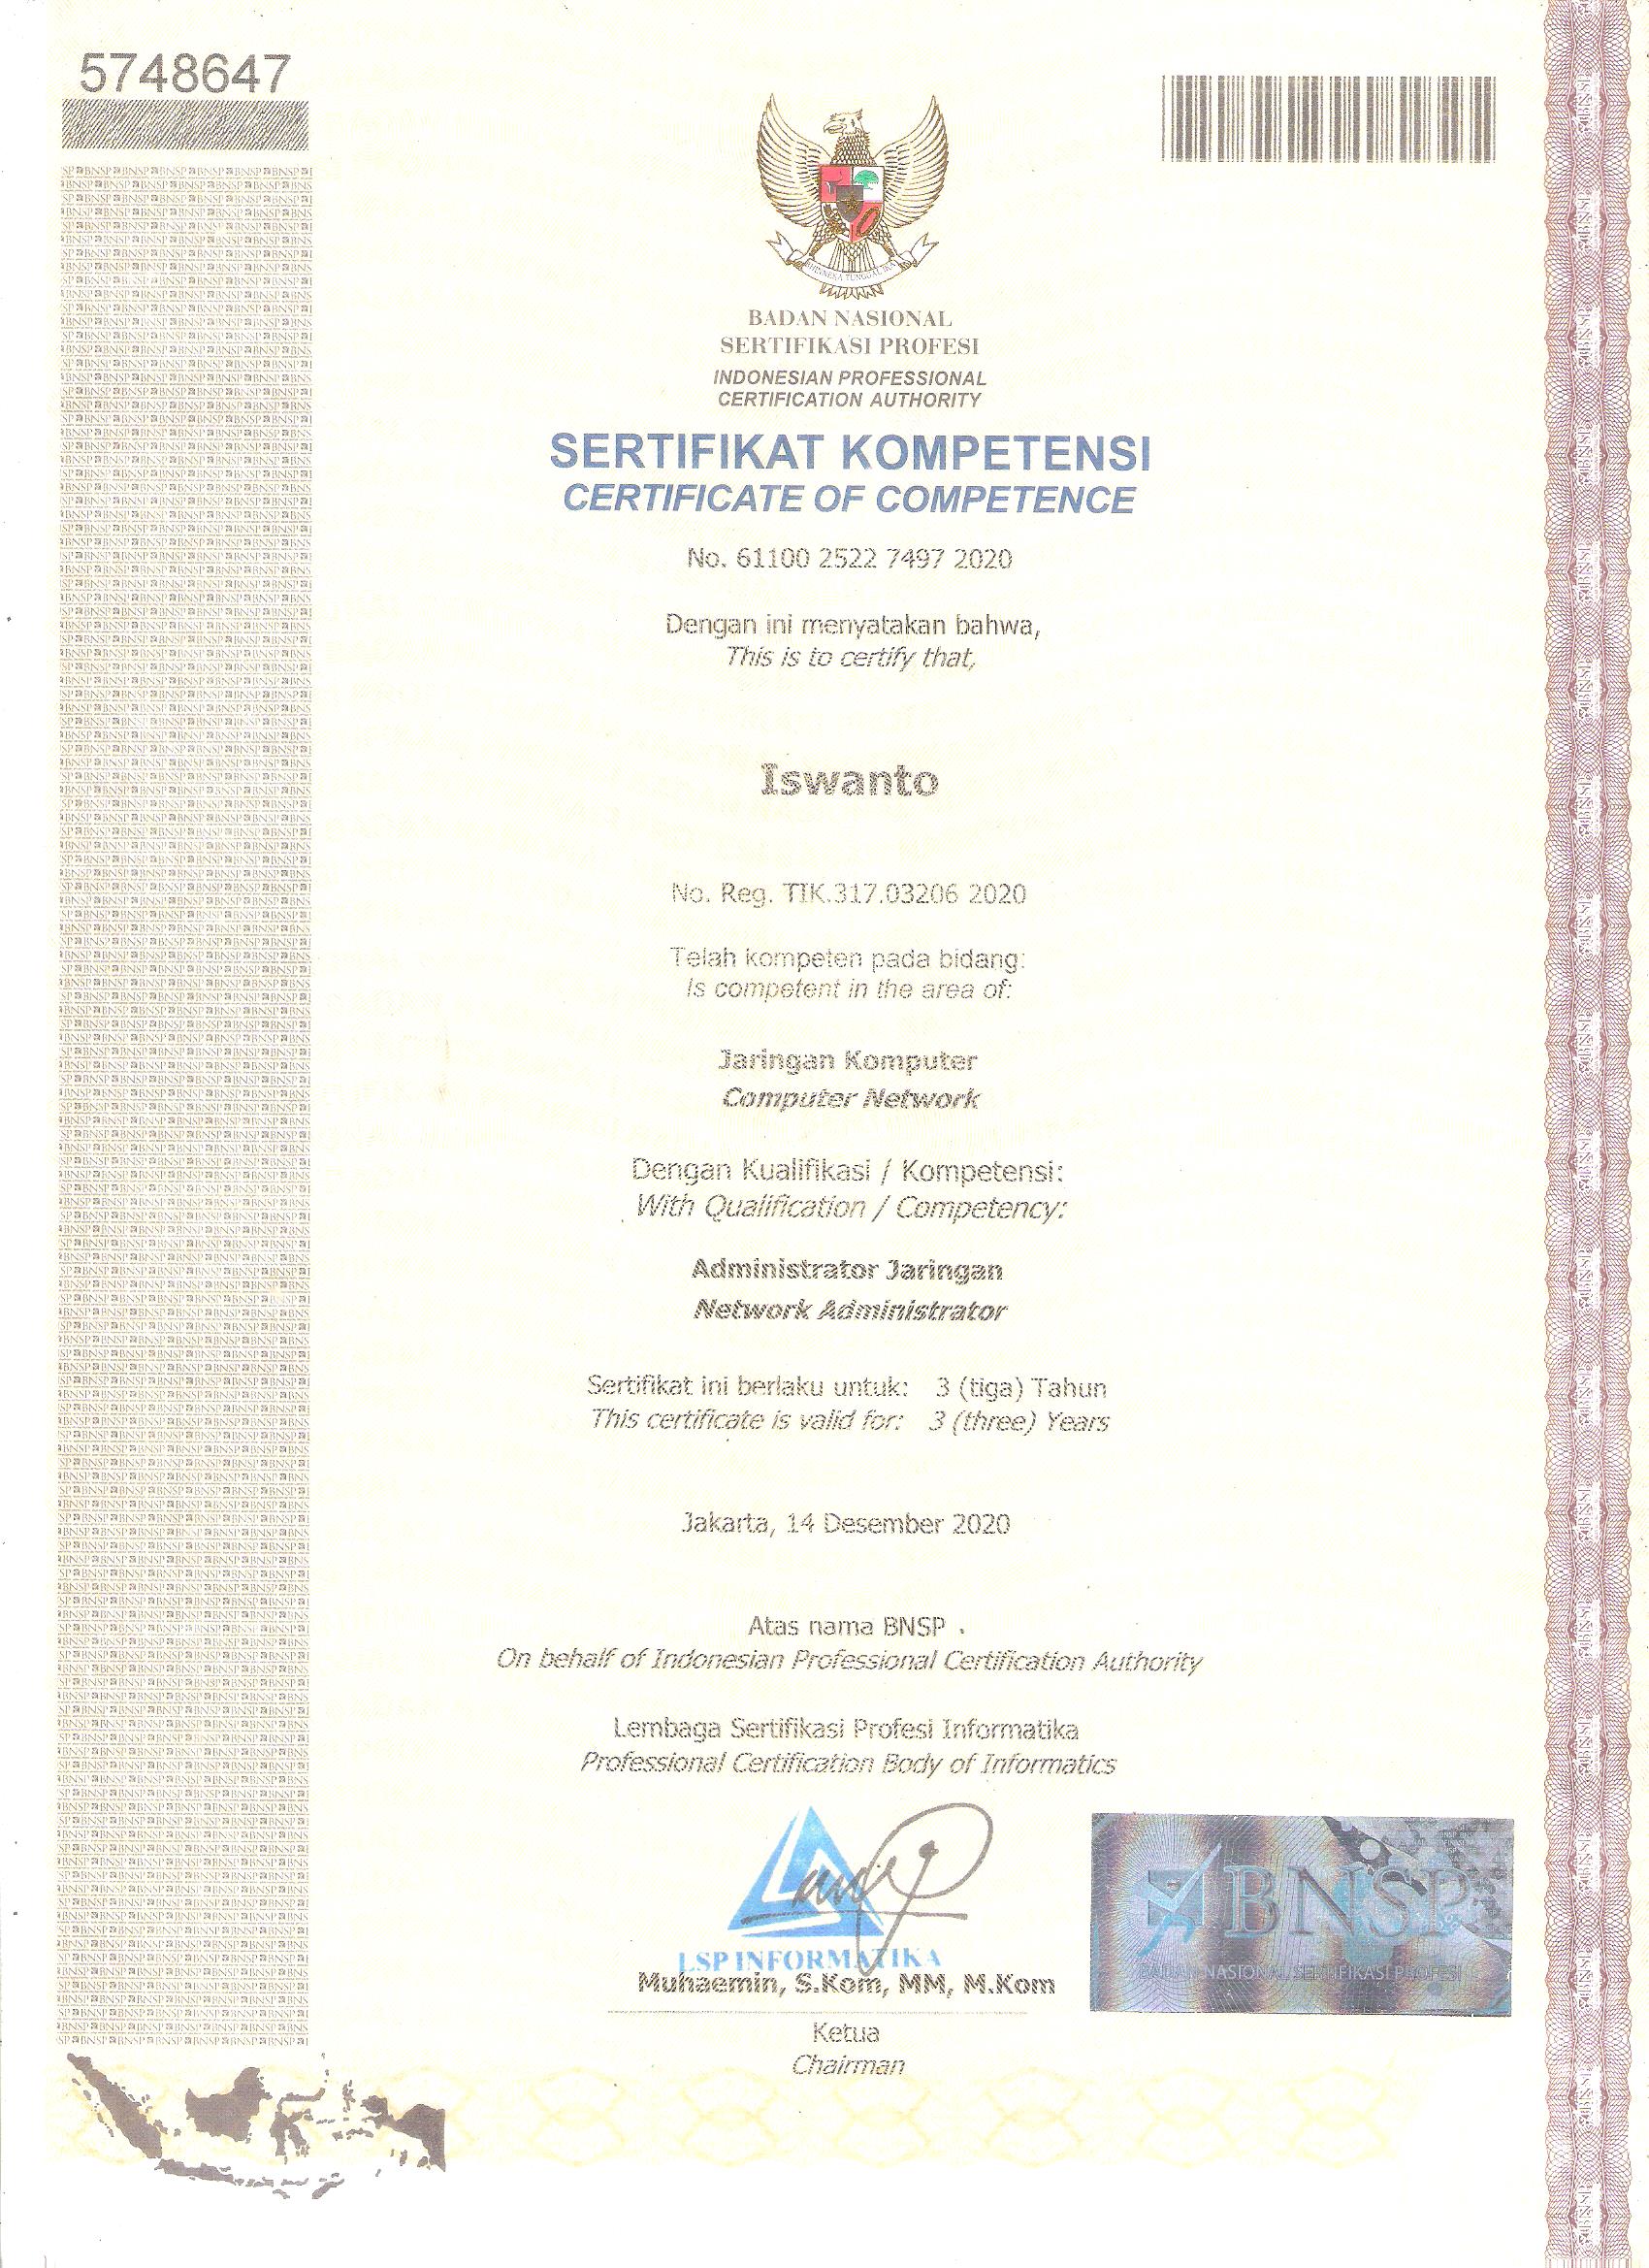 5748647
BHINNEKA TUNGGAL IKA
BADAN NASIONAL
SERTIFIKASI PROFESI
INDONESIAN PROFESSIONAL
CERTIFICATION AUTHORITY
SERTIFIKAT KOMPETENSI
CERTIFICATE OF COMPETENCE
No. 61100 2522 7497 2020
Dengan ini menyatakan bahwa,
This is to certify that,
Iswanto
No. Reg. TIK.317.03206 2020
Telah kompeten pada bidang:
Is competent in the area of:
Jaringan Komputer
Computer Network
Dengan Kualifikasi / Kompetensi:
With Qualification / Competency:
Administrator Jaringan
Network Administrator
Sertifikat ini berlaku untuk: 3 (tiga) Tahun
This certificate is valid for: 3 (three) Years
Jakarta, 14 Desember 2020
Atas nama BNSP .
On behalf of Indonesian Professional Certification Authority
Lembaga Sertifikasi Profesi Informatika
Professional Certification Body of Informatics
LSP INFORMATIKA
BNSP
BADAN NASIONAL SERTIFIKASI PROFESI
Muhaemin, S.Kom, MM, M.Kom
Ketua
Chairman